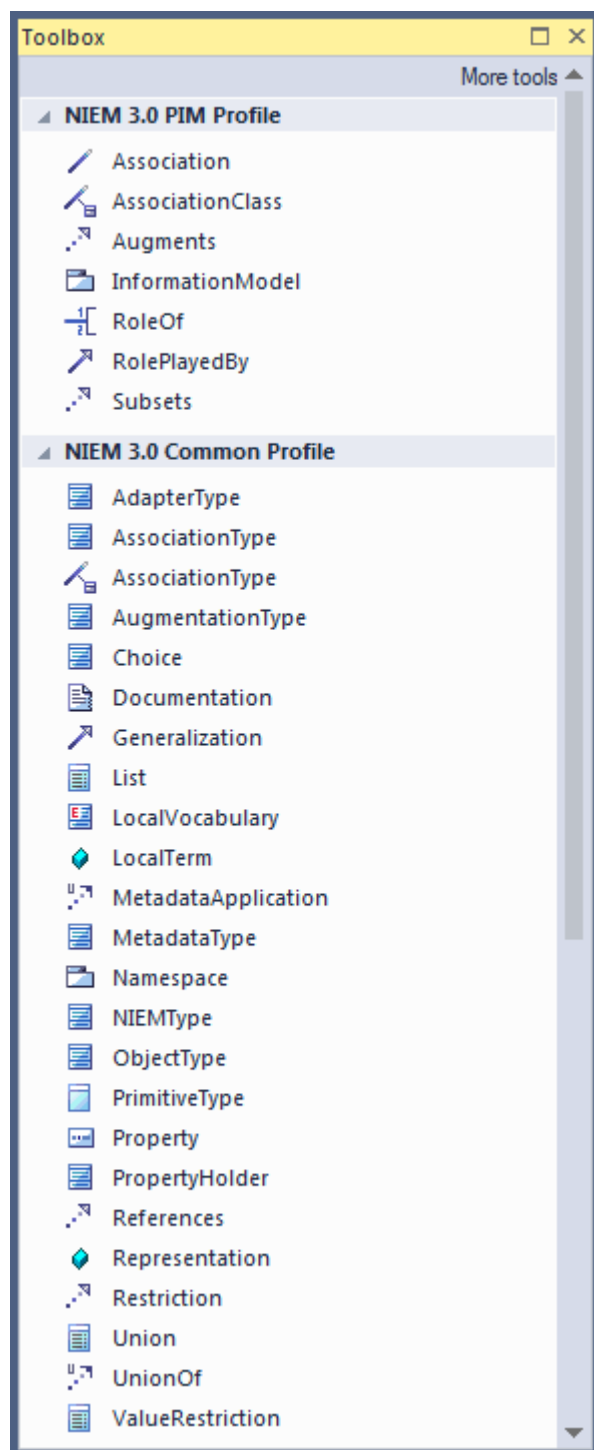 Toolbox
More tools
NIEM 3.0 PIM Profile
Association
AssociationClass
Augments
InformationModel
RoleOf
RolePlayedBy
Subsets
NIEM 3.0 Common Profile
AdapterType
AssociationType
AssociationType
AugmentationType
Choice
Documentation
Generalization
List
LocalVocabulary
LocalTerm
MetadataApplication
MetadataType
Namespace
NIEMType
ObjectType
PrimitiveType
Property
PropertyHolder
References
Representation
Restriction
Union
UnionOf
ValueRestriction